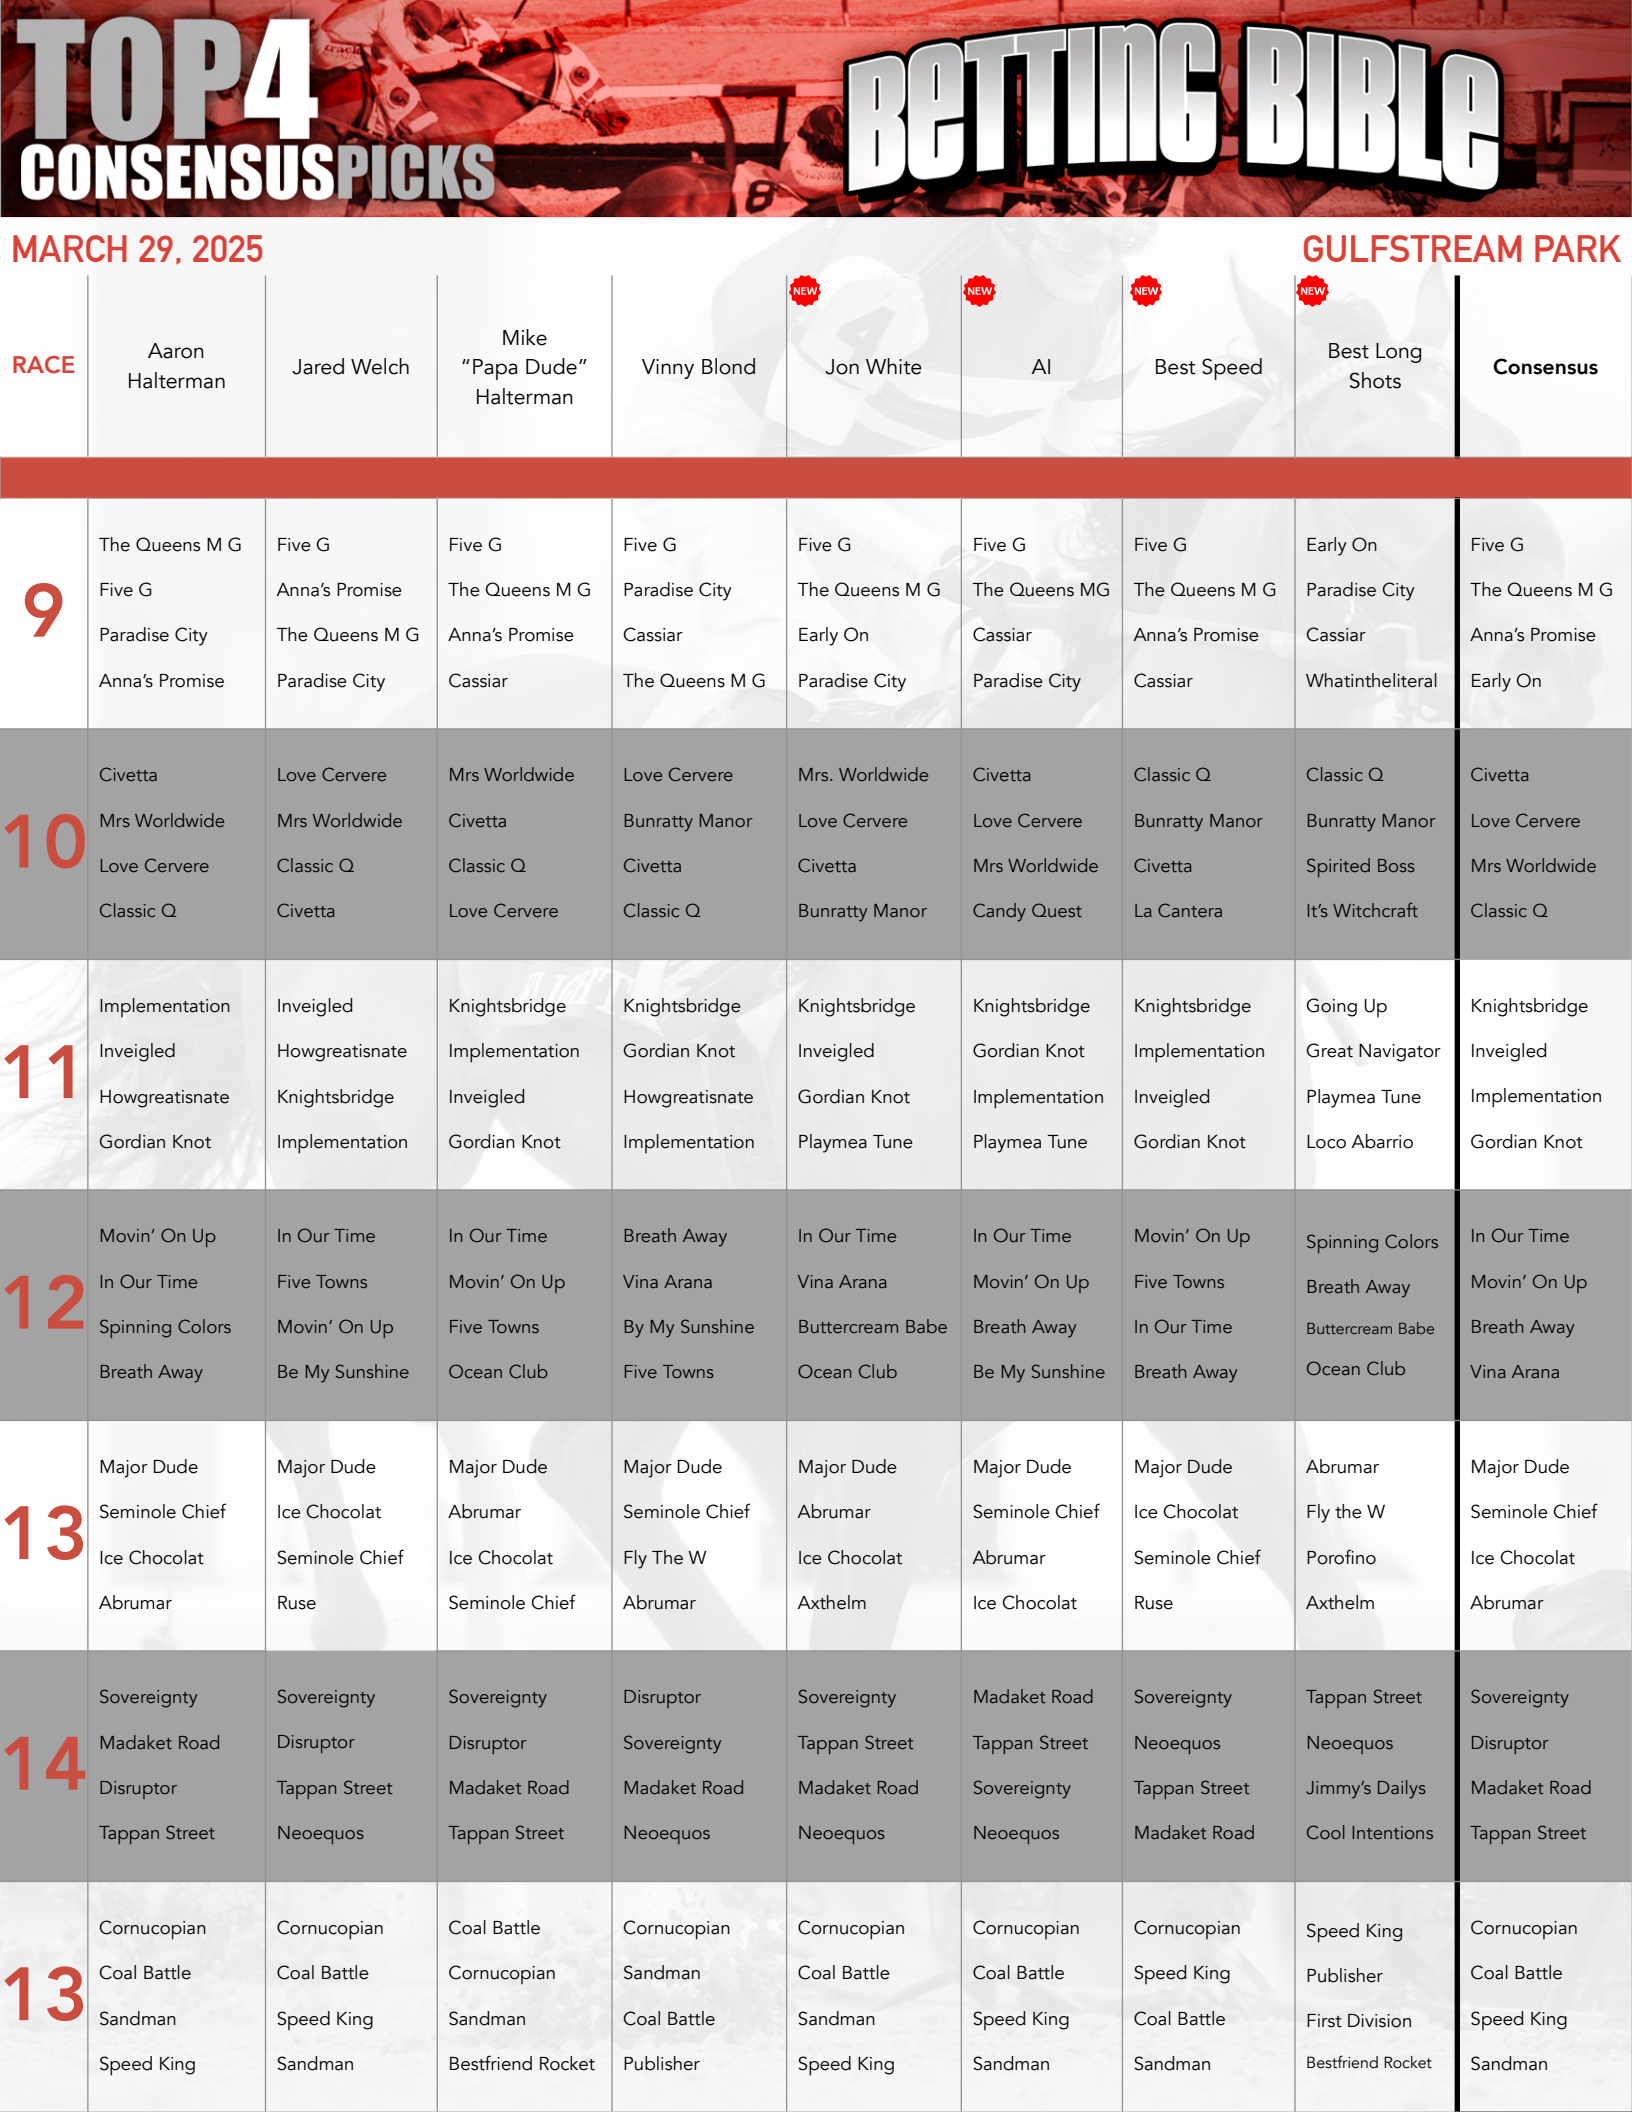 TOP4
CONSENSUSPICKS
BETTING BIBLE
8
MARCH 29, 2025
GULFSTREAM PARK
NEW
NEW
NEW
NEW
RACE
Aaron
Halterman
Jared Welch
Mike
“Papa Dude”
Halterman
Vinny Blond
Jon White
AI
Best Speed
Best Long
Shots
Consensus
9
The Queens M G
Five G
Paradise City
Anna’s Promise
Five G
Anna’s Promise
The Queens M G
Paradise City
Five G
The Queens M G
Anna’s Promise
Cassiar
Five G
Paradise City
Cassiar
The Queens M G
Five G
The Queens M G
Early On
Paradise City
Five G
The Queens MG
Cassiar
Paradise City
Five G
The Queens M G
Anna’s Promise
Cassiar
Early On
Paradise City
Cassiar
Whatintheliteral
Five G
The Queens M G
Anna’s Promise
Early On
10
Civetta
Mrs Worldwide
Love Cervere
Classic Q
Love Cervere
Mrs Worldwide
Classic Q
Civetta
Mrs Worldwide
Civetta
Classic Q
Love Cervere
Love Cervere
Bunratty Manor
Civetta
Classic Q
Mrs. Worldwide
Love Cervere
Civetta
Bunratty Manor
Civetta
Love Cervere
Mrs Worldwide
Candy Quest
Classic Q
Bunratty Manor
Civetta
La Cantera
Classic Q
Bunratty Manor
Spirited Boss
It’s Witchcraft
Civetta
Love Cervere
Mrs Worldwide
Classic Q
11
Implementation
Inveigled
Howgreatisnate
Gordian Knot
Inveigled
Howgreatisnate
Knightsbridge
Implementation
Knightsbridge
Implementation
Inveigled
Gordian Knot
Knightsbridge
Gordian Knot
Howgreatisnate
Implementation
Knightsbridge
Inveigled
Gordian Knot
Playmea Tune
Knightsbridge
Gordian Knot
Implementation
Playmea Tune
Knightsbridge
Implementation
Inveigled
Gordian Knot
Going Up
Great Navigator
Playmea Tune
Loco Abarrio
Knightsbridge
Inveigled
Implementation
Gordian Knot
12
Movin’ On Up
In Our Time
Spinning Colors
Breath Away
In Our Time
Five Towns
Movin’ On Up
Be My Sunshine
In Our Time
Movin’ On Up
Five Towns
Ocean Club
Breath Away
Vina Arana
By My Sunshine
Five Towns
In Our Time
Vina Arana
Buttercream Babe
Ocean Club
In Our Time
Movin’ On Up
Breath Away
Be My Sunshine
Movin’ On Up
Five Towns
In Our Time
Breath Away
Spinning Colors
Breath Away
Buttercream Babe
Ocean Club
In Our Time
Movin’ On Up
Breath Away
Vina Arana
13
Major Dude
Seminole Chief
Ice Chocolat
Abrumar
Major Dude
Ice Chocolat
Seminole Chief
Ruse
Major Dude
Abrumar
Ice Chocolat
Seminole Chief
Major Dude
Seminole Chief
Fly The W
Abrumar
Major Dude
Abrumar
Ice Chocolat
Axthelm
Major Dude
Seminole Chief
Abrumar
Ice Chocolat
Major Dude
Ice Chocolat
Seminole Chief
Ruse
Abrumar
Fly the W
Porofino
Axthelm
Major Dude
Seminole Chief
Ice Chocolat
Abrumar
14
Sovereignty
Madaket Road
Disruptor
Tappan Street
Sovereignty
Disruptor
Tappan Street
Neoequos
Sovereignty
Disruptor
Madaket Road
Tappan Street
Disruptor
Sovereignty
Madaket Road
Neoequos
Sovereignty
Tappan Street
Madaket Road
Neoequos
Madaket Road
Tappan Street
Sovereignty
Neoequos
Sovereignty
Neoequos
Tappan Street
Madaket Road
Tappan Street
Neoequos
Jimmy’s Dailys
Cool Intentions
Sovereignty
Disruptor
Madaket Road
Tappan Street
13
Cornucopian
Coal Battle
Sandman
Speed King
Cornucopian
Coal Battle
Speed King
Sandman
Coal Battle
Cornucopian
Sandman
Bestfriend Rocket
Cornucopian
Sandman
Coal Battle
Publisher
Cornucopian
Coal Battle
Sandman
Speed King
Cornucopian
Coal Battle
Speed King
Sandman
Cornucopian
Speed King
Coal Battle
Sandman
Speed King
Publisher
First Division
Bestfriend Rocket
Cornucopian
Coal Battle
Speed King
Sandman